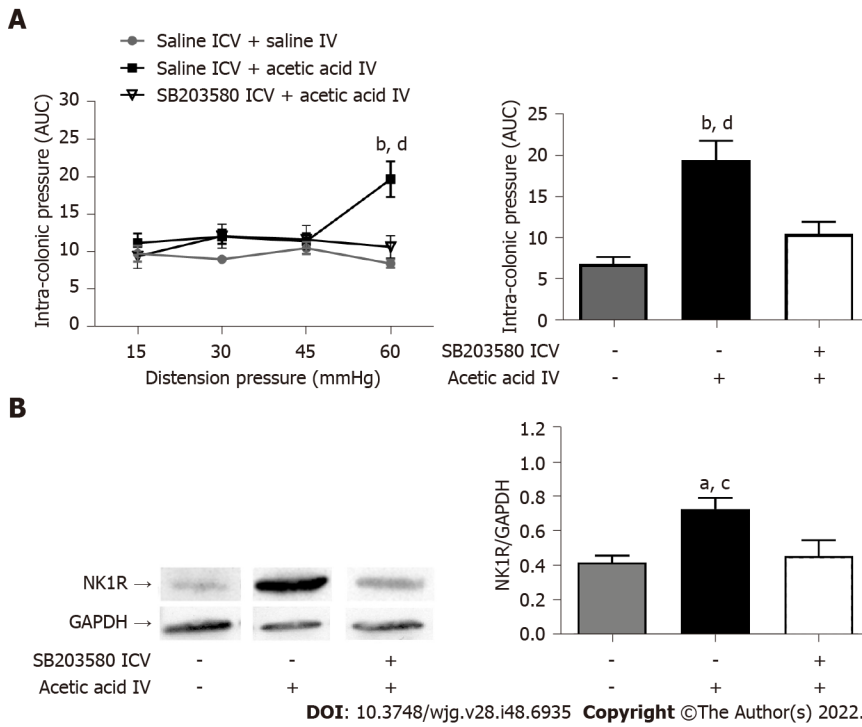 A
Saline ICV + saline IV
Saline ICV + acetic acid IV
SB203580 ICV + acetic acid IV
Intra-colonic pressure (AUC)
30
25
20
15
10
5
0
b, d
15 30 45 60
Distension pressure (mmHg)
Intra-colonic pressure (AUC)
25
20
15
10
5
0
b, d
SB203580 ICV - - +
Acetic acid IV - + +
B
NK1R →
GAPDH →
SB203580 ICV - - +
Acetic acid IV - + +
NK1R/GAPDH
1.2
1.0
0.8
0.6
0.4
0.2
0.0
a, c
- - +
- + +
DOI: 10.3748/wjg.v28.i48.6935 Copyright ©The Author(s) 2022.